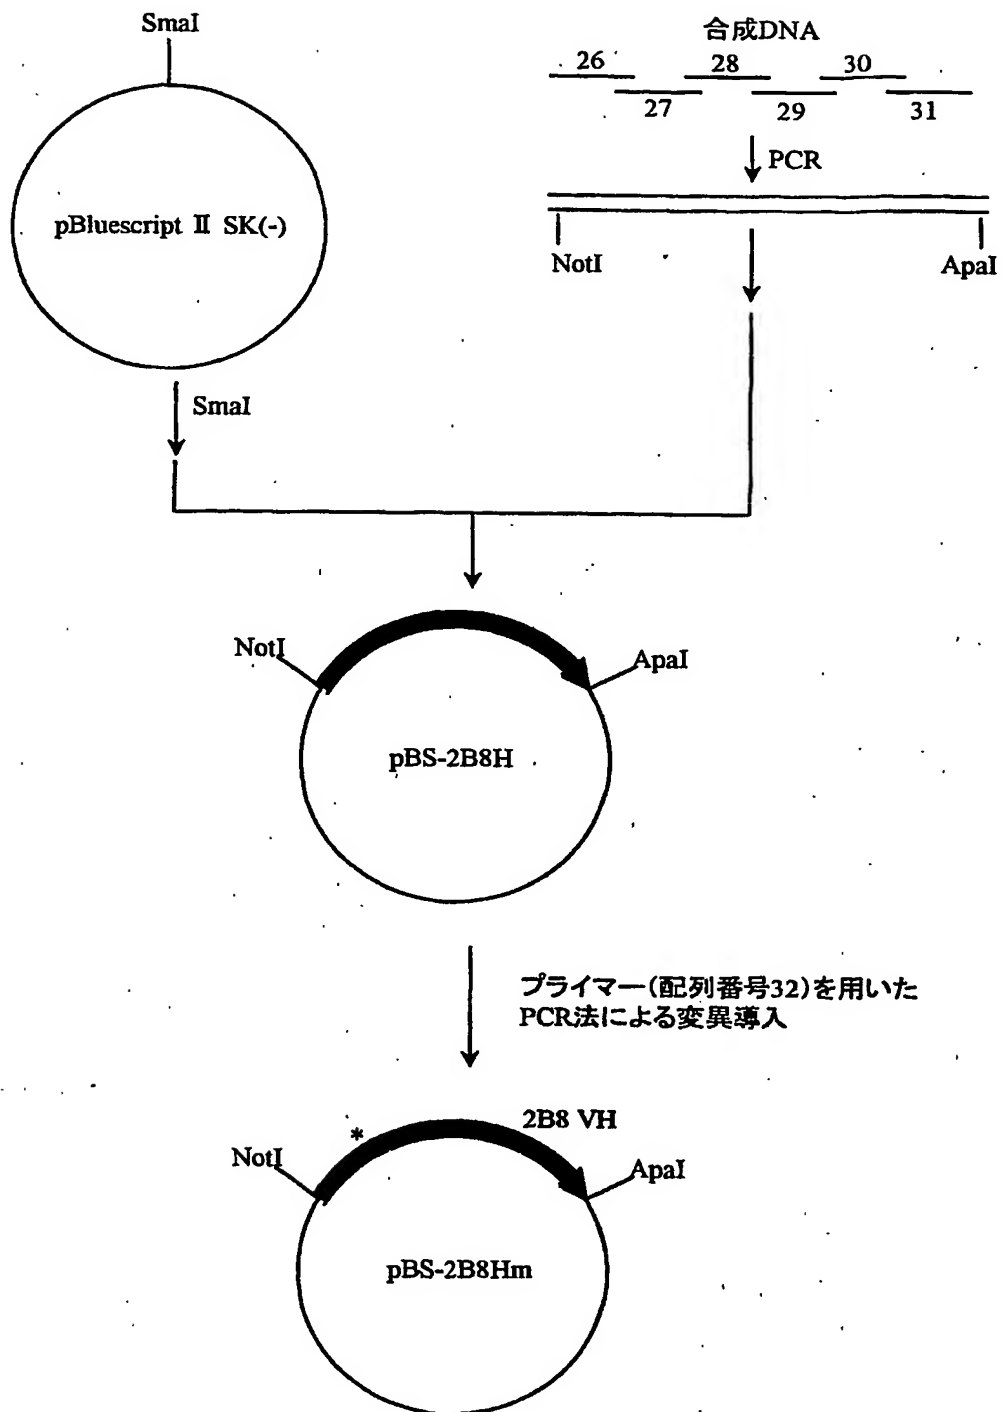 SmaI
合成DNA
26
28
30
27
29
31
PCR
pBluescript II SK(-)
NotI
ApaI
SmaI
NotI
ApaI
pBS-2B8H
プライマー(配列番号32)を用いた
PCR法による変異導入
2B8 VH
*
NotI
ApaI
pBS-2B8Hm